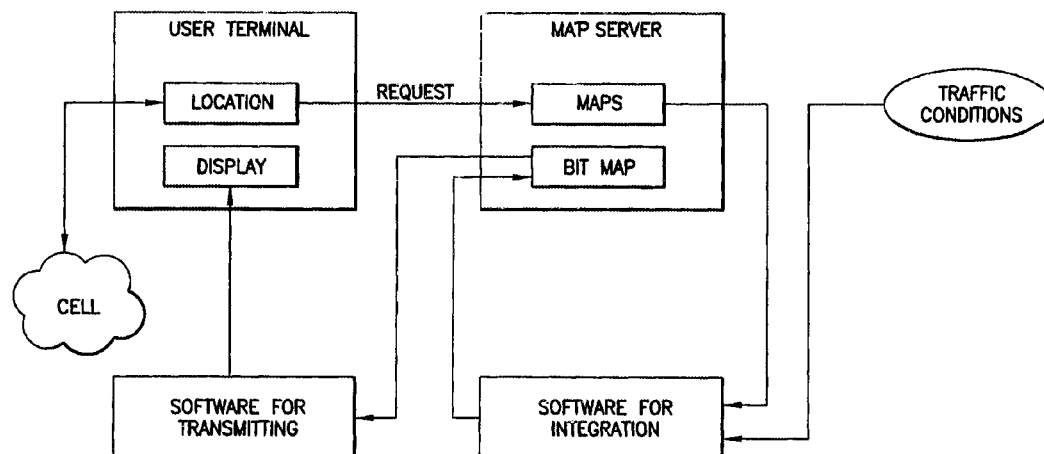 USER TERMINAL
MAP SERVER
LOCATION
REQUEST
MAPS
TRAFFIC
CONDITIONS
DISPLAY
BIT MAP
CELL
SOFTWARE FOR
TRANSMITTING
SOFTWARE FOR
INTEGRATION